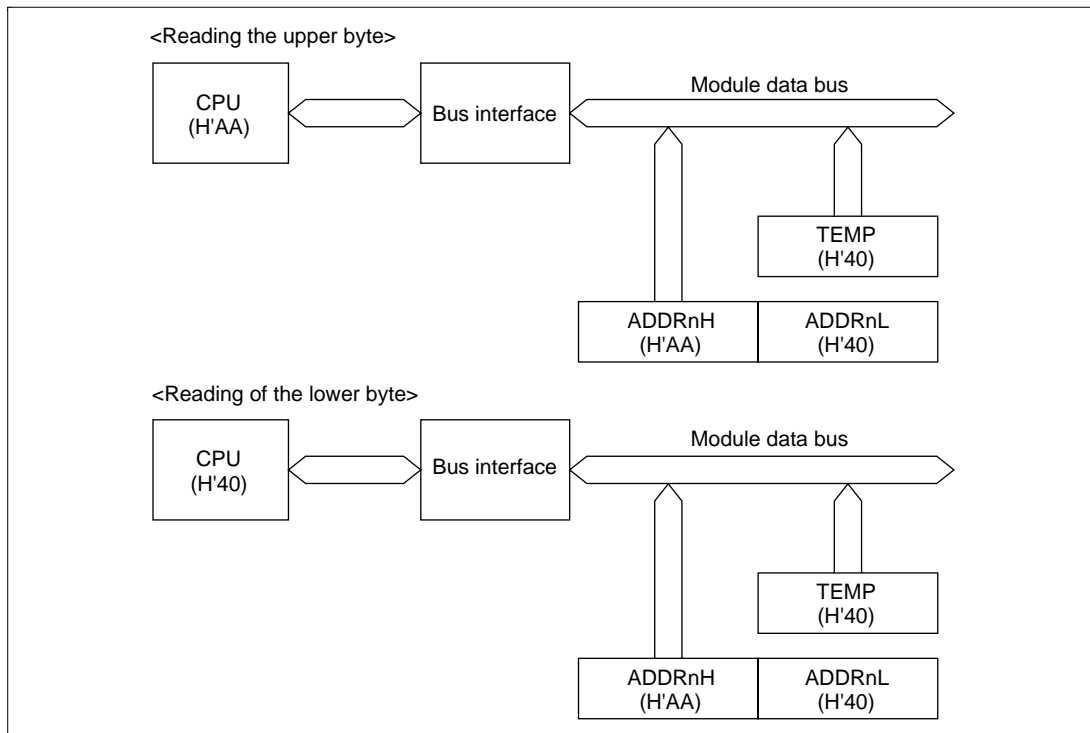 <Reading the upper byte>
CPU
(H'AA)
Bus interface
Module data bus
TEMP
(H'40)
ADDRnH
(H'AA)
ADDRnL
(H'40)
<Reading of the lower byte>
CPU
(H'40)
Bus interface
Module data bus
TEMP
(H'40)
ADDRnH
(H'AA)
ADDRnL
(H'40)